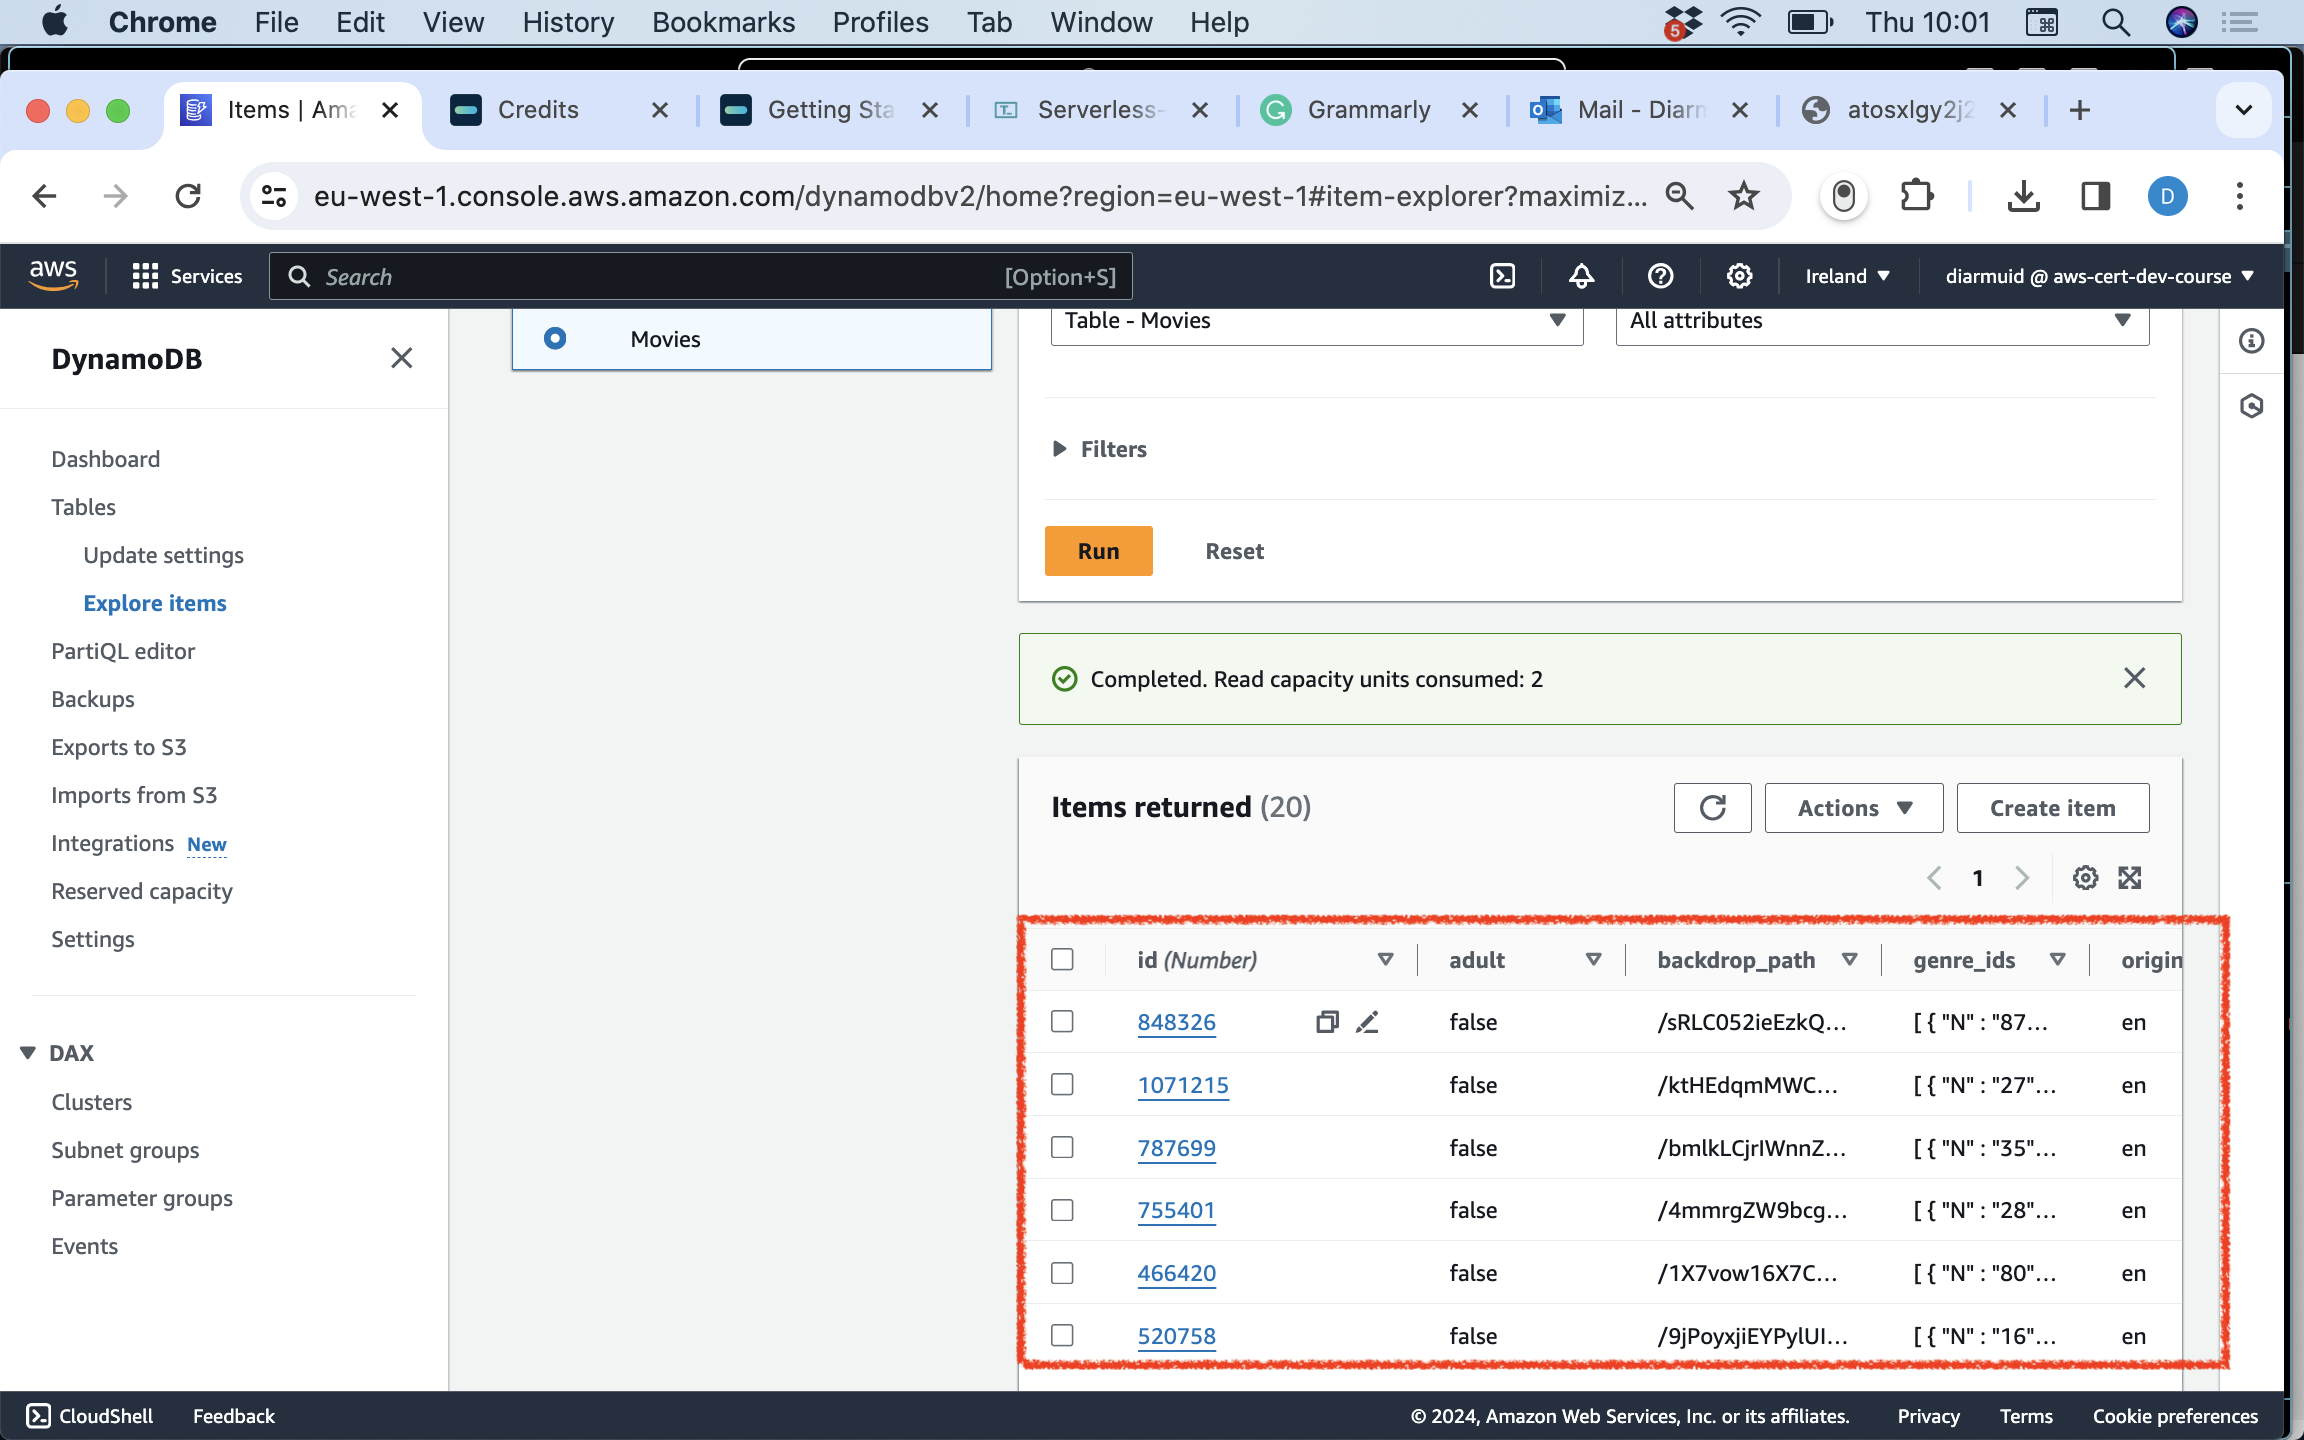 Chrome File Edit View History Bookmarks Profiles Tab Window Help 5 Thu 10:01
Items | Ama Credits Getting Sta Serverless- Grammarly Mail - Diarm atosxlgy2j2
eu-west-1.console.aws.amazon.com/dynamodbv2/home?region=eu-west-1#item-explorer?maximiz... D
aws Services Search [Option+S] Ireland diarmuid @ aws-cert-dev-course
DynamoDB
Dashboard
Tables
Update settings
Explore items
PartiQL editor
Backups
Exports to S3
Imports from S3
Integrations New
Reserved capacity
Settings
DAX
Clusters
Subnet groups
Parameter groups
Events
Movies
Table - Movies All attributes
Filters
Run Reset
Completed. Read capacity units consumed: 2
Items returned (20) Actions Create item
1
id (Number) adult backdrop_path genre_ids origin
848326 false /sRLC052ieEzkQ... [ { "N" : "87... en
1071215 false /ktHEdqmMWC... [ { "N" : "27"... en
787699 false /bmlkLCjrIWnnZ... [ { "N" : "35"... en
755401 false /4mmrgZW9bcg... [ { "N" : "28"... en
466420 false /1X7vow16X7C... [ { "N" : "80"... en
520758 false /9jPoyxjiEYPylUI... [ { "N" : "16"... en
CloudShell Feedback © 2024, Amazon Web Services, Inc. or its affiliates. Privacy Terms Cookie preferences